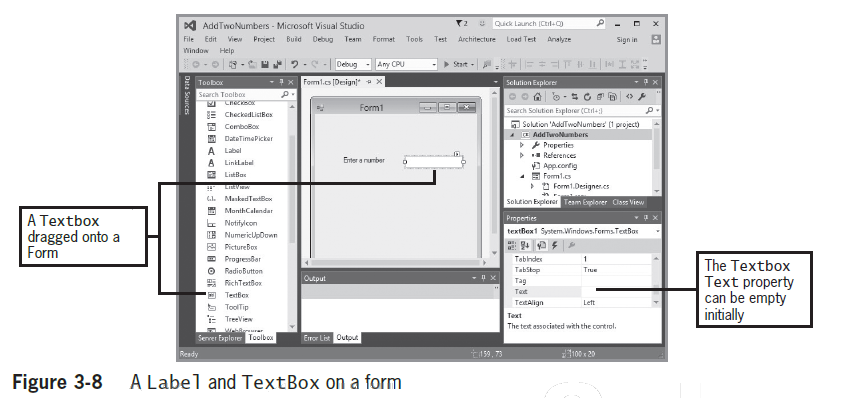 AddTwoNumbers - Microsoft Visual Studio
2
Quick Launch (Ctrl+Q)
File Edit View Project Build Debug Team Format Tools Test Architecture Load Test Analyze Sign in
Window Help
Debug Any CPU Start
Data Sources
Toolbox
Search Toolbox
CheckBox
CheckedListBox
ComboBox
DateTimePicker
Label
LinkLabel
ListBox
ListView
MaskedTextBox
MonthCalendar
NotifyIcon
NumericUpDown
PictureBox
ProgressBar
RadioButton
RichTextBox
TextBox
ToolTip
TreeView
WebBrowser
Server Explorer Toolbox
Form1.cs [Design]*
Form1
Enter a number
Output
Error List Output
Solution Explorer
Search Solution Explorer (Ctrl+;)
Solution 'AddTwoNumbers' (1 project)
AddTwoNumbers
Properties
References
App.config
Form1.cs
Form1.Designer.cs
Solution Explorer Team Explorer Class View
Properties
textBox1 System.Windows.Forms.TextBox
TabIndex 1
TabStop True
Tag
Text
TextAlign Left
Text
The text associated with the control.
Ready
159, 73
100 x 20
A Textbox
dragged onto a
Form
The Textbox
Text property
can be empty
initially
Figure 3-8 A Label and TextBox on a form